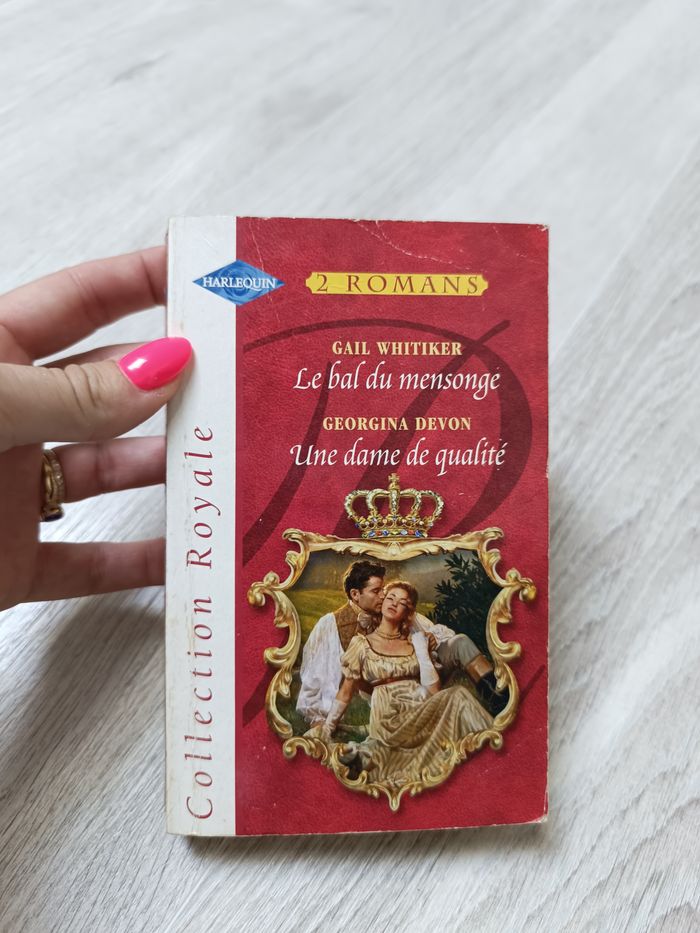 HARLEQUIN
2 ROMANS
GAIL WHITIKER
Le bal du mensonge
GEORGINA DEVON
Une dame de qualité
Collection Royale